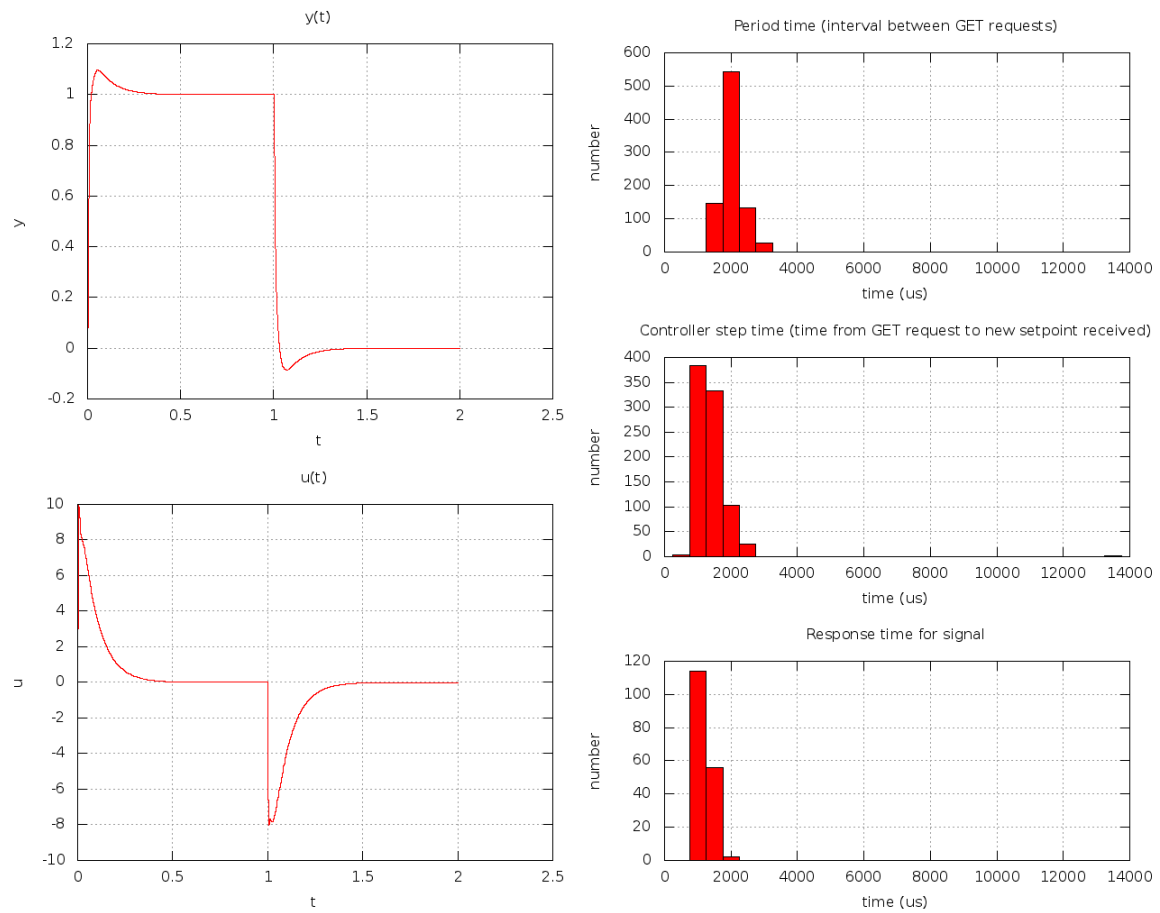 y(t)
1.2
1
0.8
0.6
0.4
0.2
0
-0.2
y
0 0.5 1 1.5 2 2.5
t
u(t)
10
8
6
4
2
0
-2
-4
-6
-8
-10
u
0 0.5 1 1.5 2 2.5
t
Period time (interval between GET requests)
600
500
400
300
200
100
0
number
0 2000 4000 6000 8000 10000 12000 14000
time (us)
Controller step time (time from GET request to new setpoint received)
400
350
300
250
200
150
100
50
0
number
0 2000 4000 6000 8000 10000 12000 14000
time (us)
Response time for signal
120
100
80
60
40
20
0
number
0 2000 4000 6000 8000 10000 12000 14000
time (us)